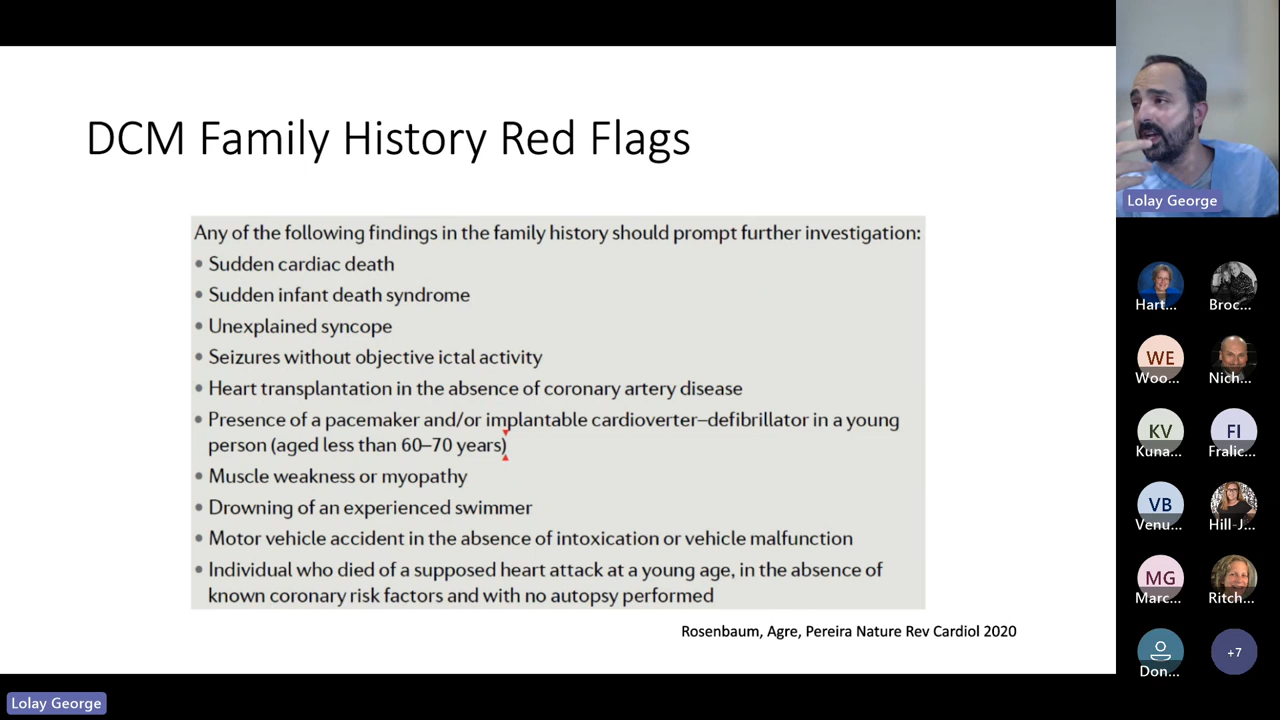 DCM Family History Red Flags
Any of the following findings in the family history should prompt further investigation:
• Sudden cardiac death
• Sudden infant death syndrome
• Unexplained syncope
• Seizures without objective ictal activity
• Heart transplantation in the absence of coronary artery disease
• Presence of a pacemaker and/or implantable cardioverter–defibrillator in a young
person (aged less than 60–70 years)
• Muscle weakness or myopathy
• Drowning of an experienced swimmer
• Motor vehicle accident in the absence of intoxication or vehicle malfunction
• Individual who died of a supposed heart attack at a young age, in the absence of
known coronary risk factors and with no autopsy performed
Rosenbaum, Agre, Pereira Nature Rev Cardiol 2020
Lolay George
Lolay George
Hart...
Broc...
WE
Woo...
Nich...
KV
Kuna...
FI
Fralic...
VB
Venu...
Hill-J...
MG
Marc...
Ritch...
Don...
+7